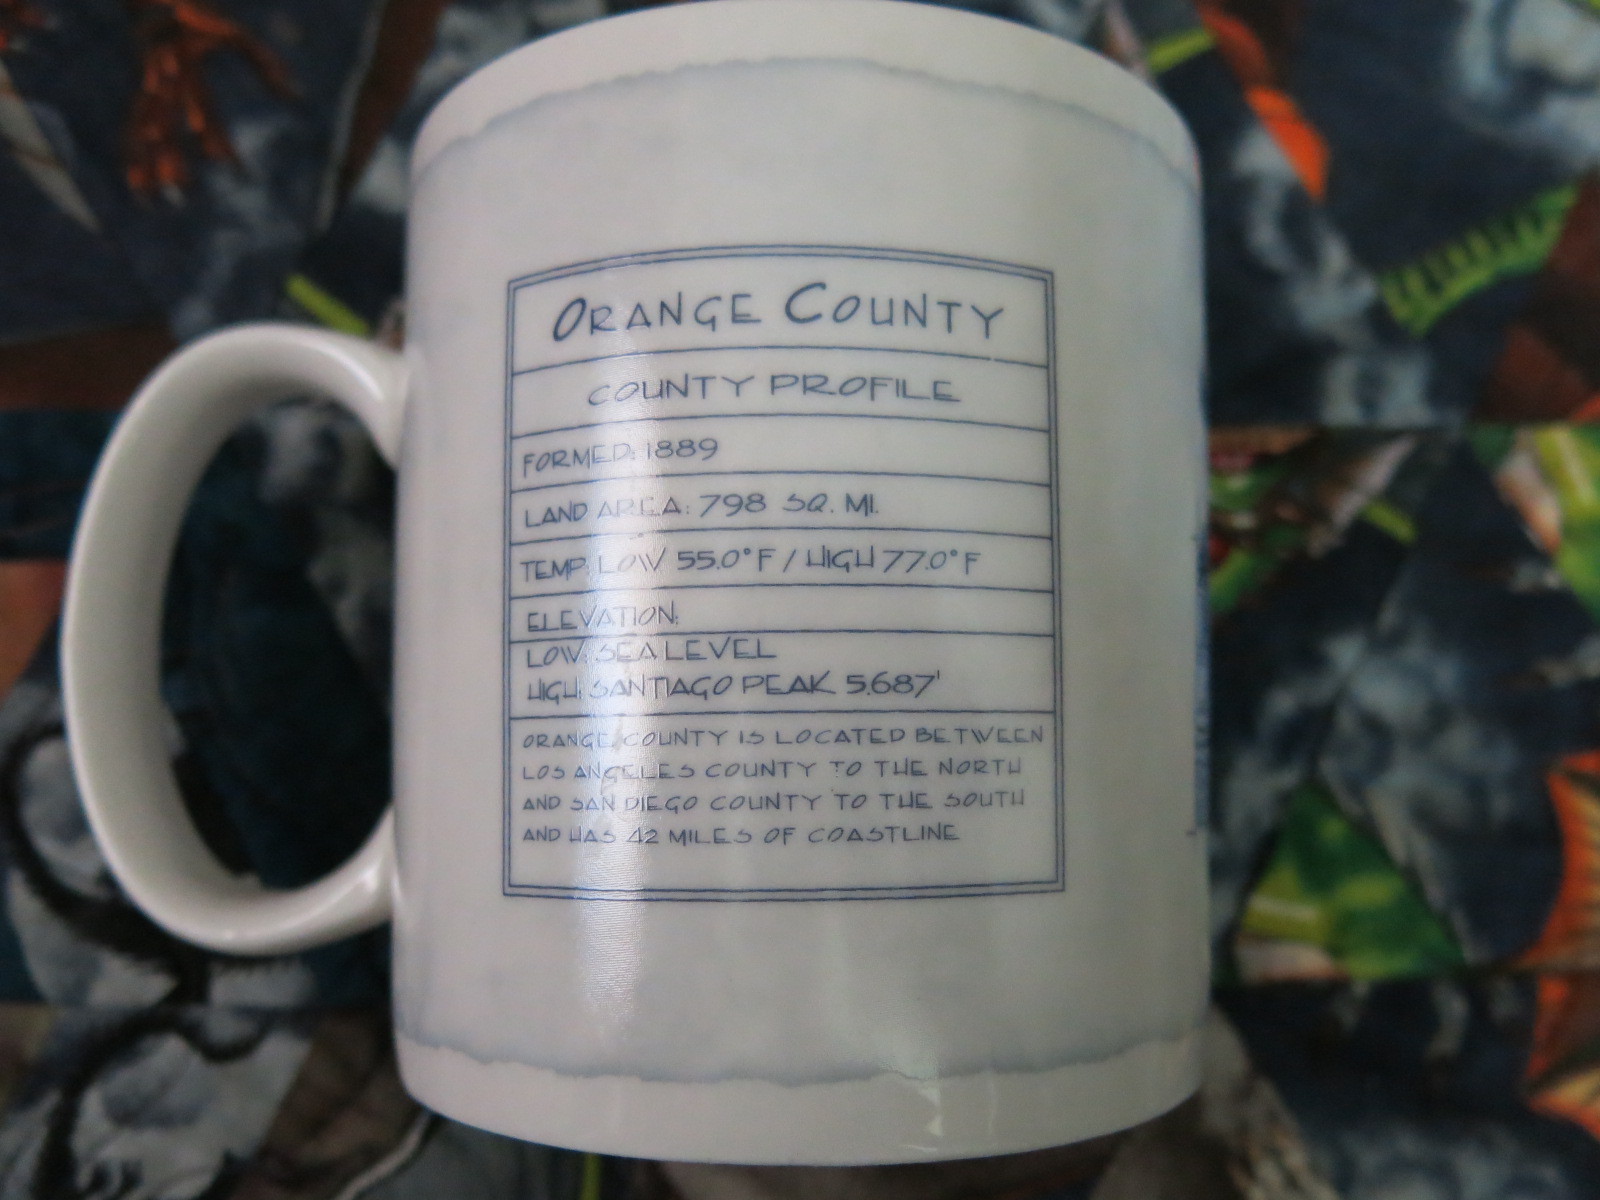 ORANGE COUNTY
COUNTY PROFILE
FORMED: 1889
LAND AREA: 798 SQ. MI.
TEMP: LOW 55.0°F / HIGH 77.0°F
ELEVATION:
LOW: SEA LEVEL
HIGH: SANTIAGO PEAK 5,687'
ORANGE COUNTY IS LOCATED BETWEEN
LOS ANGELES COUNTY TO THE NORTH
AND SAN DIEGO COUNTY TO THE SOUTH
AND HAS 42 MILES OF COASTLINE